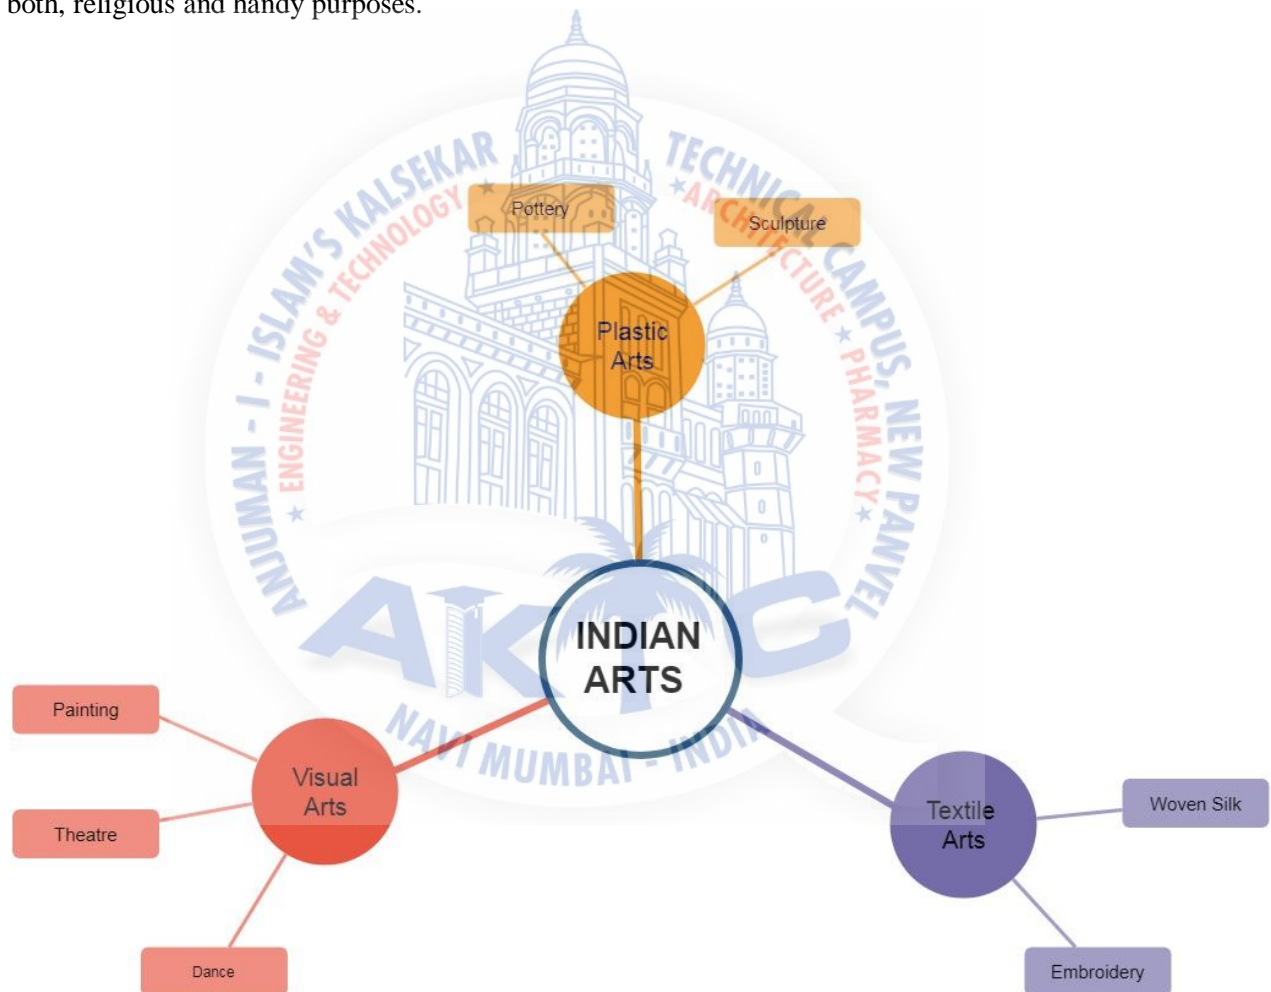 both, religious and handy purposes.
ANJUMAN - I - ISLAM'S KALSEKAR TECHNICAL CAMPUS, NEW PANVEL
ENGINEERING & TECHNOLOGY ★ ★ ARCHITECTURE ★ PHARMACY ★
★
Pottery
Sculpture
Plastic
Arts
INDIAN
ARTS
AKTC
NAVI MUMBAI - INDIA
Painting
Visual
Arts
Theatre
Dance
Textile
Arts
Woven Silk
Embroidery